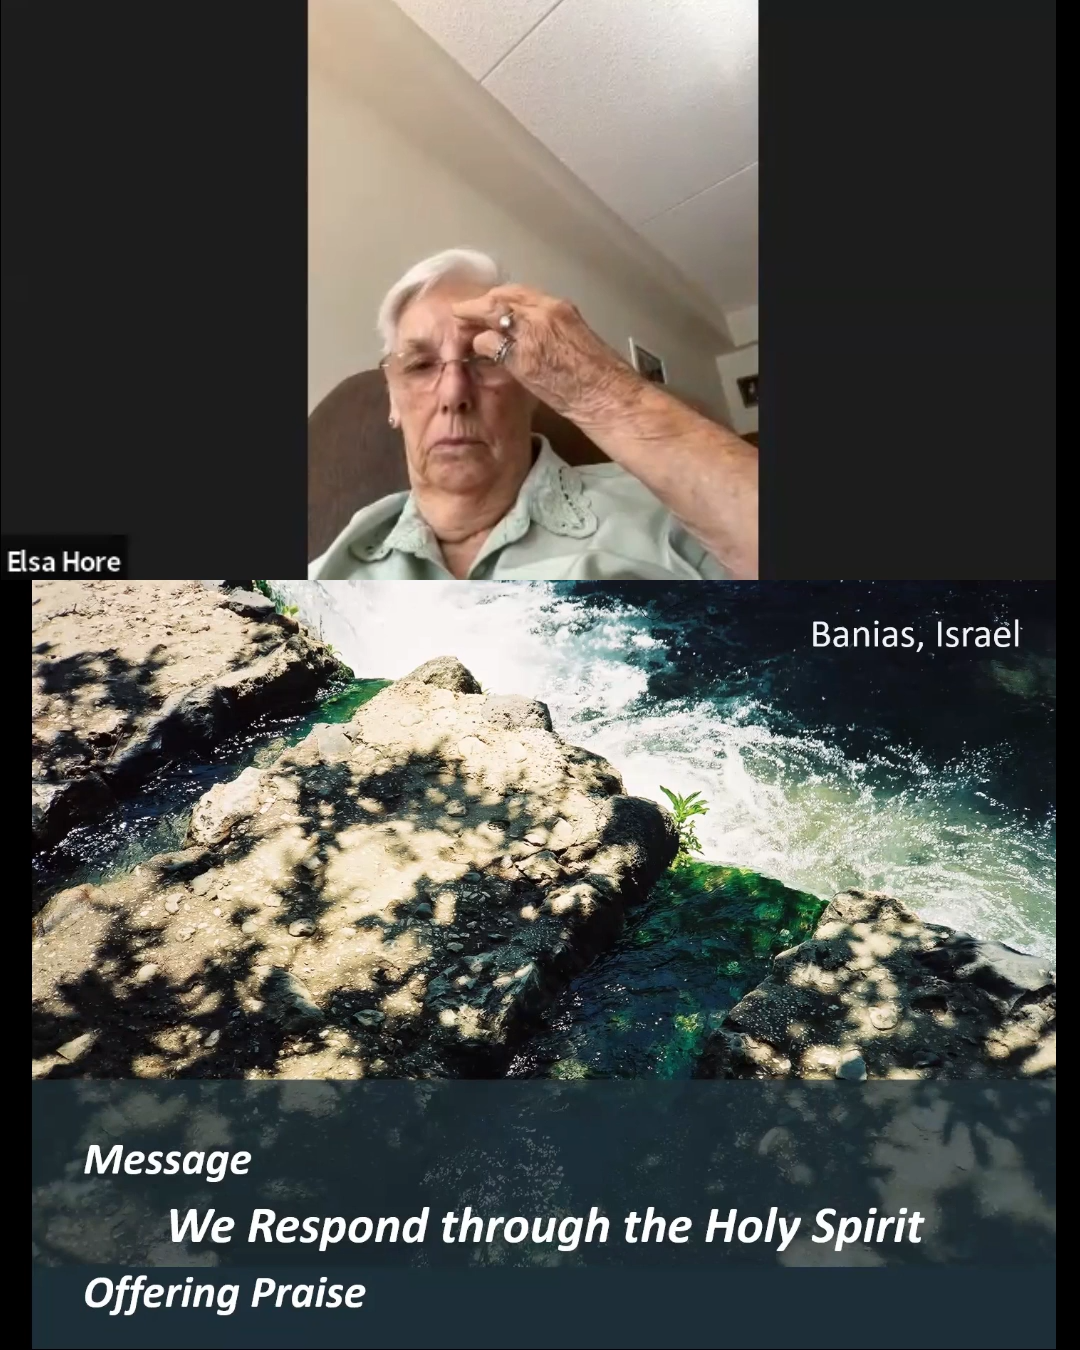 Elsa Hore
Banias, Israel
Message
We Respond through the Holy Spirit
Offering Praise